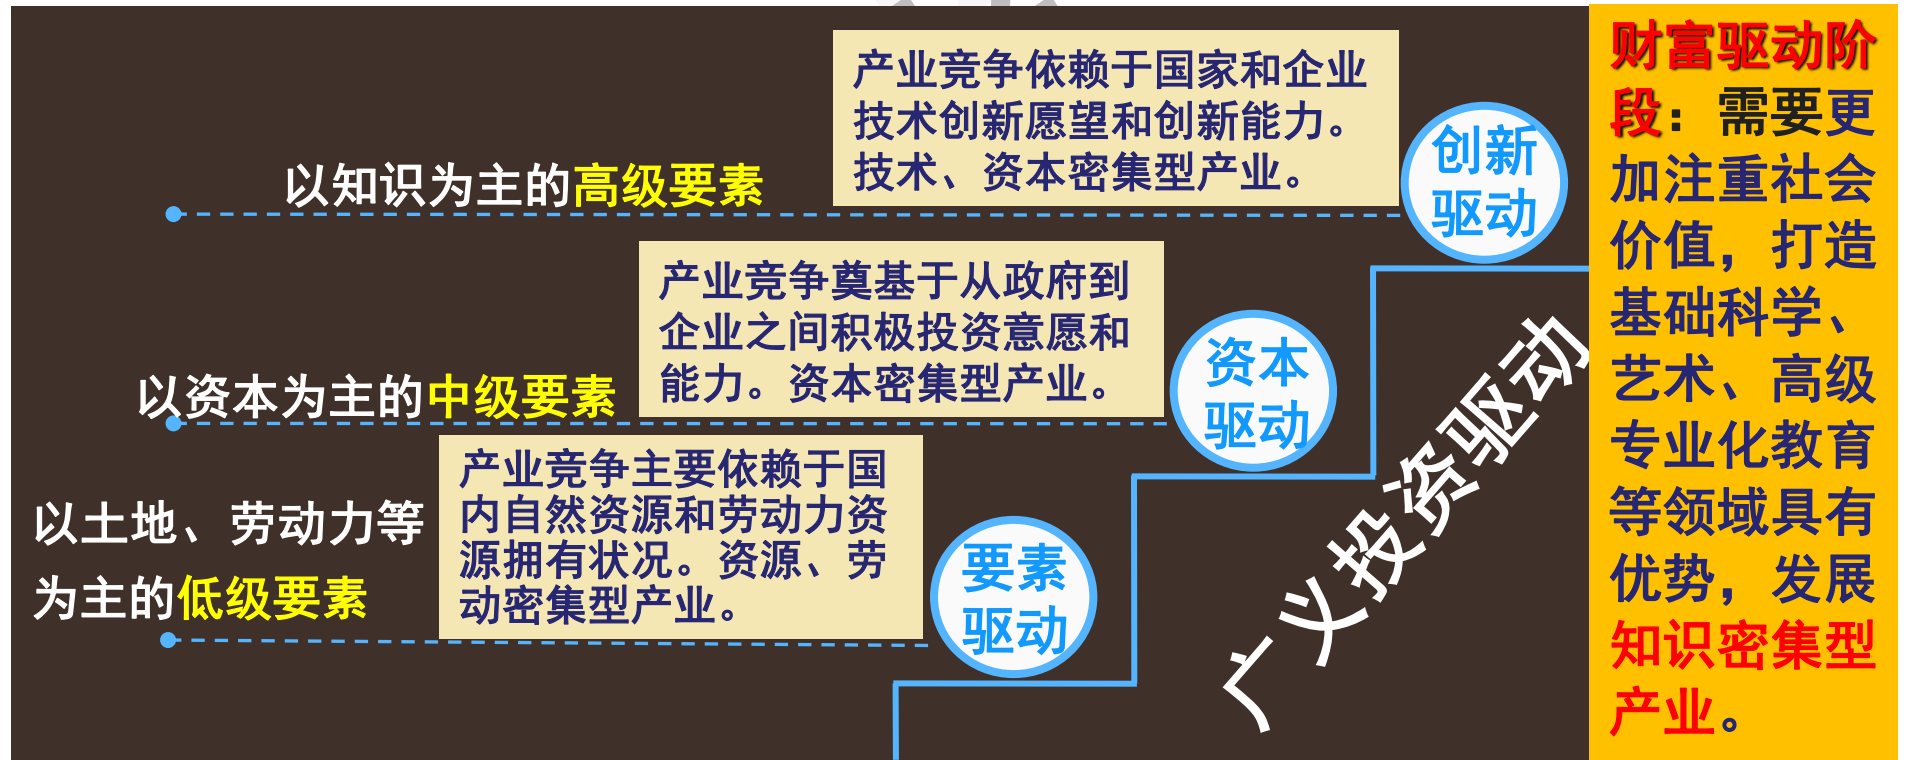 产业竞争依赖于国家和企业
技术创新愿望和创新能力。
技术、资本密集型产业。
创新
驱动
以知识为主的高级要素
产业竞争奠基于从政府到
企业之间积极投资意愿和
能力。资本密集型产业。
资本
驱动
以资本为主的中级要素
产业竞争主要依赖于国
内自然资源和劳动力资
源拥有状况。资源、劳
动密集型产业。
要素
驱动
以土地、劳动力等
为主的低级要素
广义投资驱动
财富驱动阶
段：需要更
加注重社会
价值，打造
基础科学、
艺术、高级
专业化教育
等领域具有
优势，发展
知识密集型
产业。